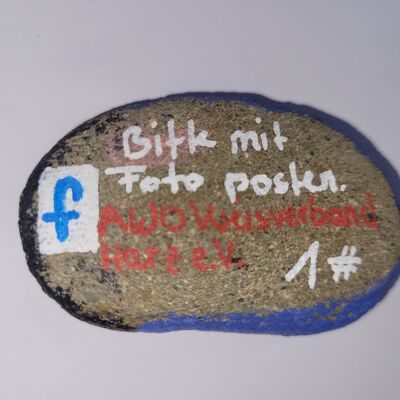 Bitte mit
Foto posten.
f AWO Kreisverband
Harz e.V.
1#